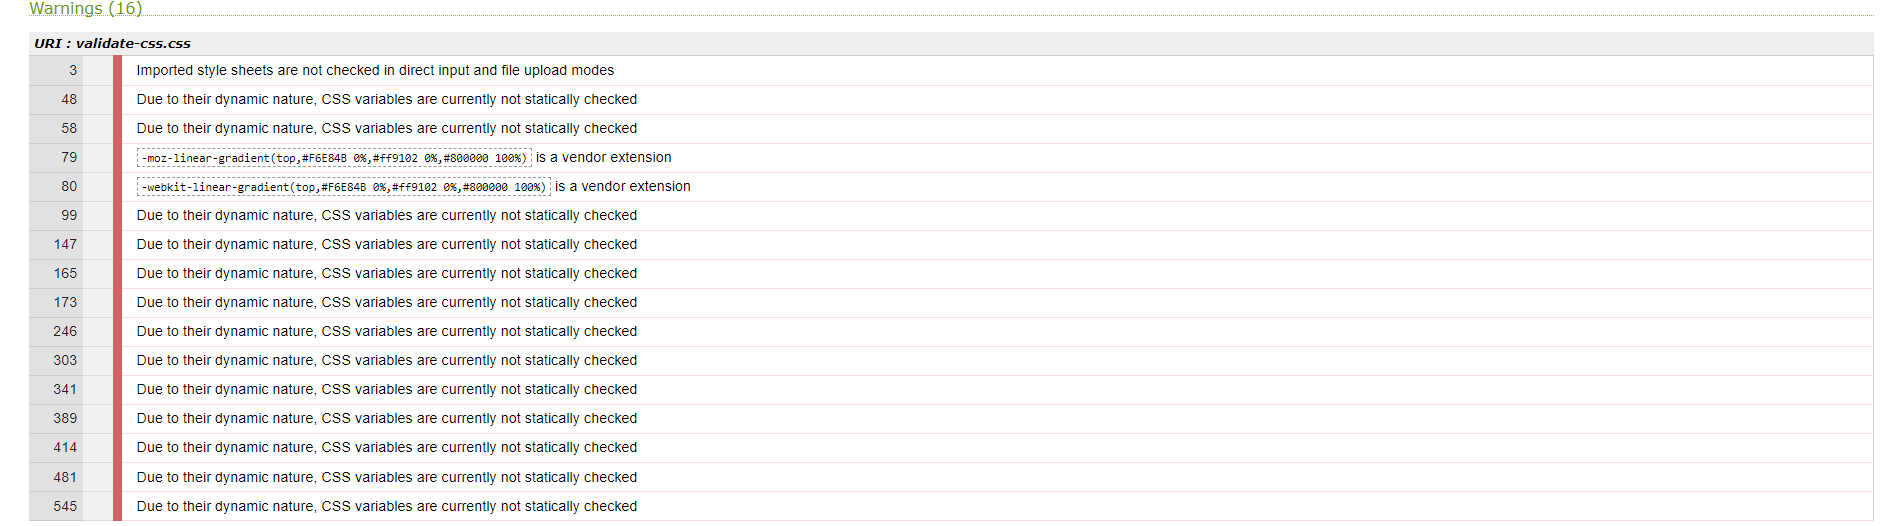 Warnings (16)
URI : validate-css.css
3 Imported style sheets are not checked in direct input and file upload modes
48 Due to their dynamic nature, CSS variables are currently not statically checked
58 Due to their dynamic nature, CSS variables are currently not statically checked
79 -moz-linear-gradient(top,#F6E84B 0%,#ff9102 0%,#800000 100%) is a vendor extension
80 -webkit-linear-gradient(top,#F6E84B 0%,#ff9102 0%,#800000 100%) is a vendor extension
99 Due to their dynamic nature, CSS variables are currently not statically checked
147 Due to their dynamic nature, CSS variables are currently not statically checked
165 Due to their dynamic nature, CSS variables are currently not statically checked
173 Due to their dynamic nature, CSS variables are currently not statically checked
246 Due to their dynamic nature, CSS variables are currently not statically checked
303 Due to their dynamic nature, CSS variables are currently not statically checked
341 Due to their dynamic nature, CSS variables are currently not statically checked
389 Due to their dynamic nature, CSS variables are currently not statically checked
414 Due to their dynamic nature, CSS variables are currently not statically checked
481 Due to their dynamic nature, CSS variables are currently not statically checked
545 Due to their dynamic nature, CSS variables are currently not statically checked